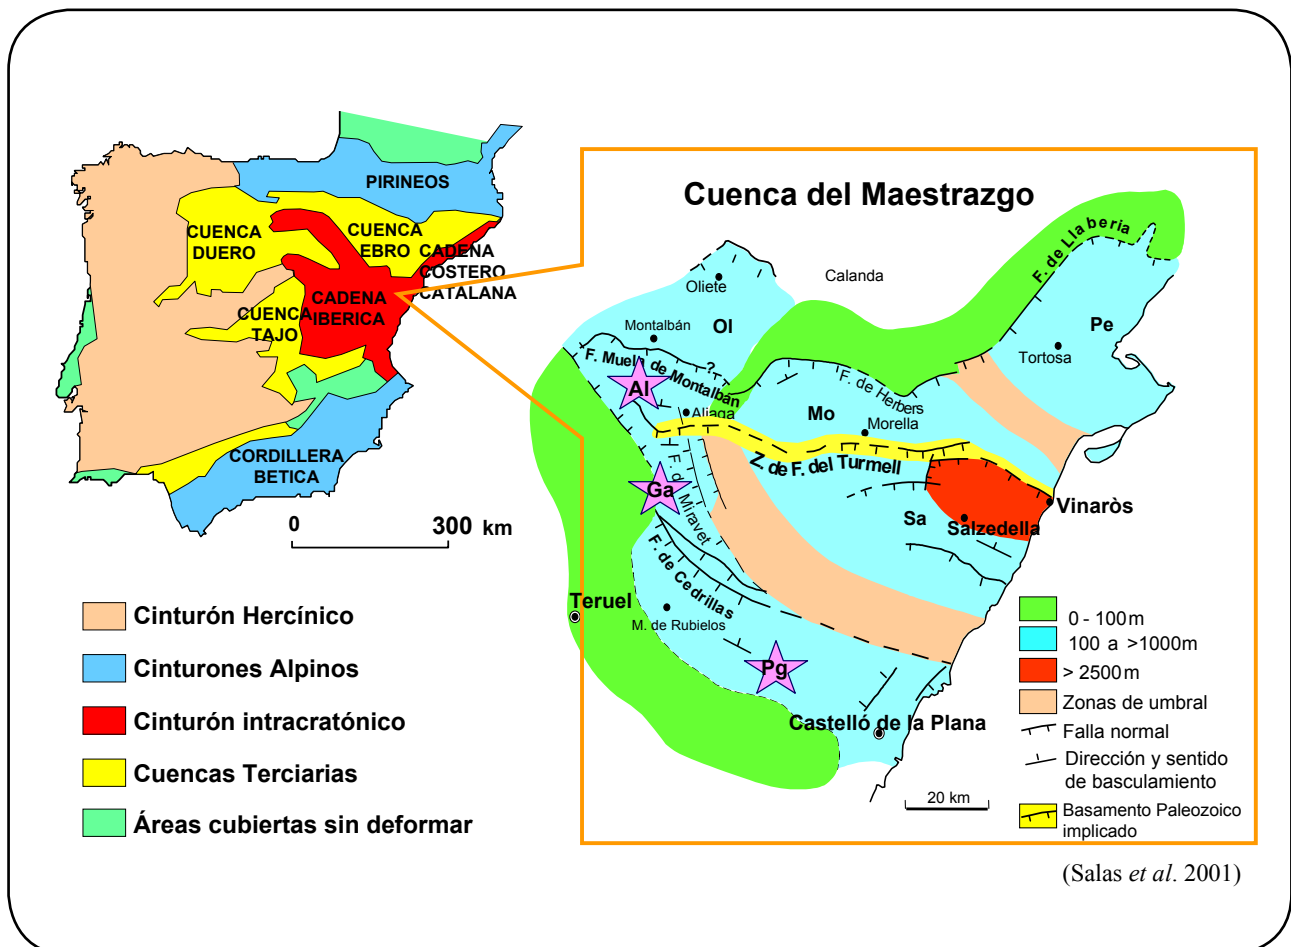 Cuenca del Maestrazgo
PIRINEOS
CUENCA
DUERO
CUENCA
EBRO
CADENA
COSTERO
CATALANA
CADENA
IBERICA
CUENCA
TAJO
CORDILLERA
BETICA
0 300 km
Cinturón Hercínico
Cinturones Alpinos
Cinturón intracratónico
Cuencas Terciarias
Áreas cubiertas sin deformar
F. de Llaberia
Calanda
Oliete
Montalbán
Ol
Pe
Tortosa
F. Muela de Montalbán
?
Al
Aliaga
F. de Herbers
Mo
Morella
Z. de F. del Turmell
Ga
F. de Miravet
Sa
Salzedella
Vinaròs
F. de Cedrillas
Teruel
M. de Rubielos
Pg
Castelló de la Plana
0 - 100m
100 a >1000m
> 2500m
Zonas de umbral
Falla normal
Dirección y sentido
de basculamiento
Basamento Paleozoico
implicado
20 km
(Salas et al. 2001)